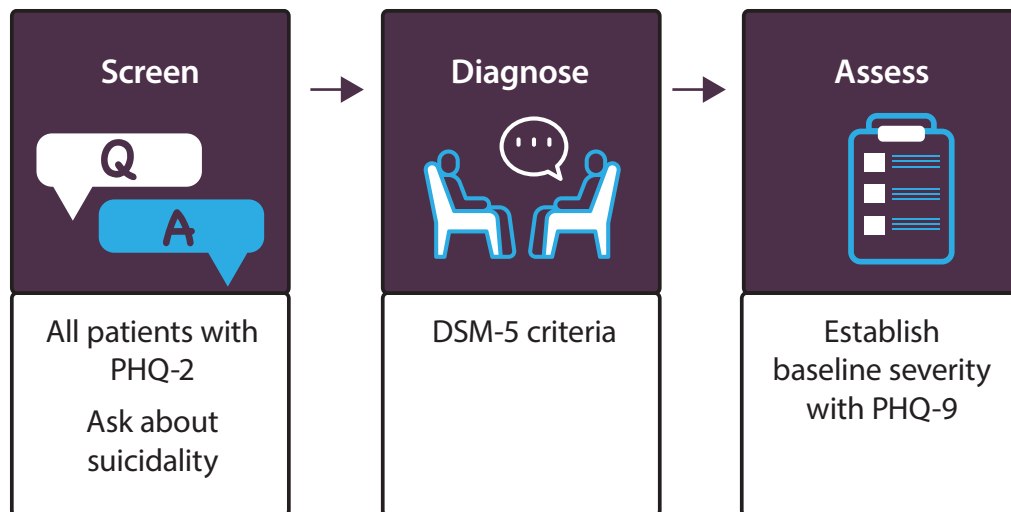 Screen
Q
A
All patients with
PHQ-2
Ask about
suicidality
Diagnose
DSM-5 criteria
Assess
Establish
baseline severity
with PHQ-9